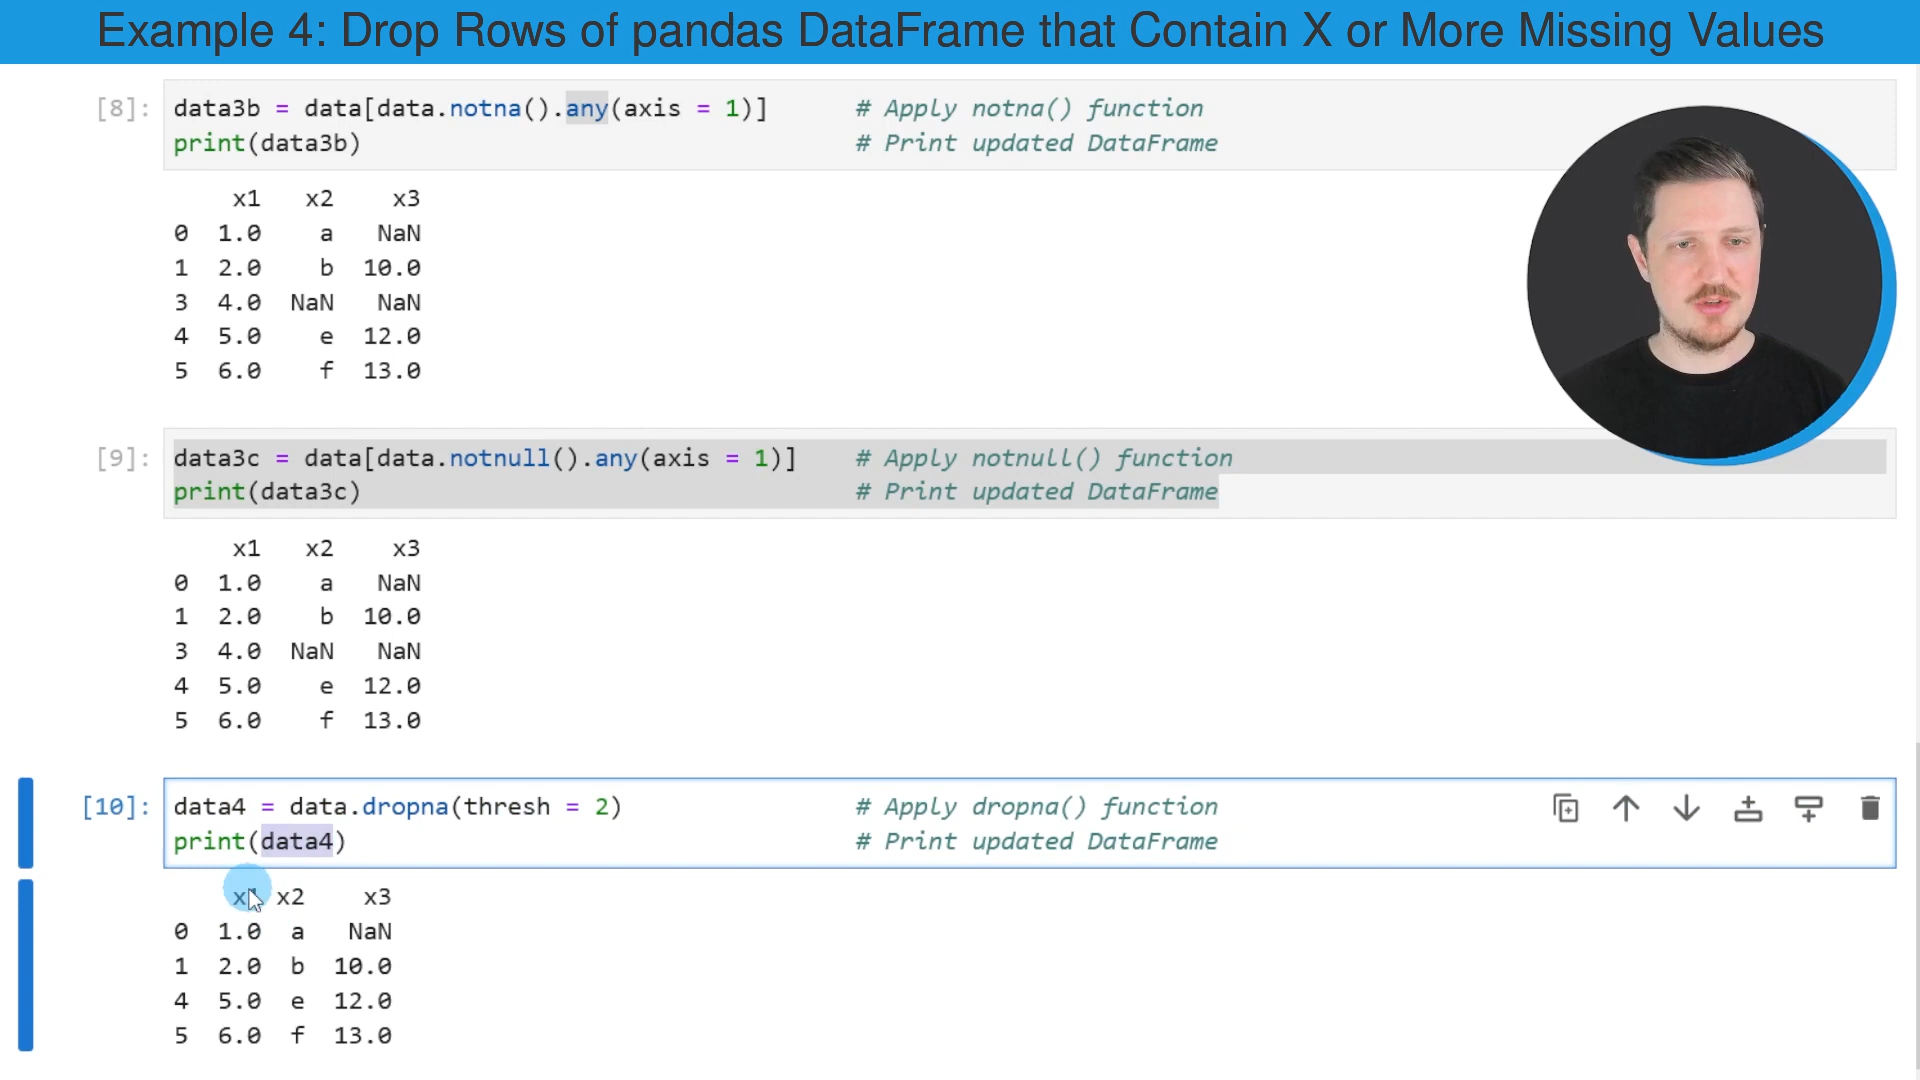 Example 4: Drop Rows of pandas DataFrame that Contain X or More Missing Values
[8]: data3b = data[data.notna().any(axis = 1)] # Apply notna() function
print(data3b) # Print updated DataFrame
x1 x2 x3
0 1.0 a NaN
1 2.0 b 10.0
3 4.0 NaN NaN
4 5.0 e 12.0
5 6.0 f 13.0
[9]: data3c = data[data.notnull().any(axis = 1)] # Apply notnull() function
print(data3c) # Print updated DataFrame
x1 x2 x3
0 1.0 a NaN
1 2.0 b 10.0
3 4.0 NaN NaN
4 5.0 e 12.0
5 6.0 f 13.0
[10]: data4 = data.dropna(thresh = 2) # Apply dropna() function
print(data4) # Print updated DataFrame
x1 x2 x3
0 1.0 a NaN
1 2.0 b 10.0
4 5.0 e 12.0
5 6.0 f 13.0